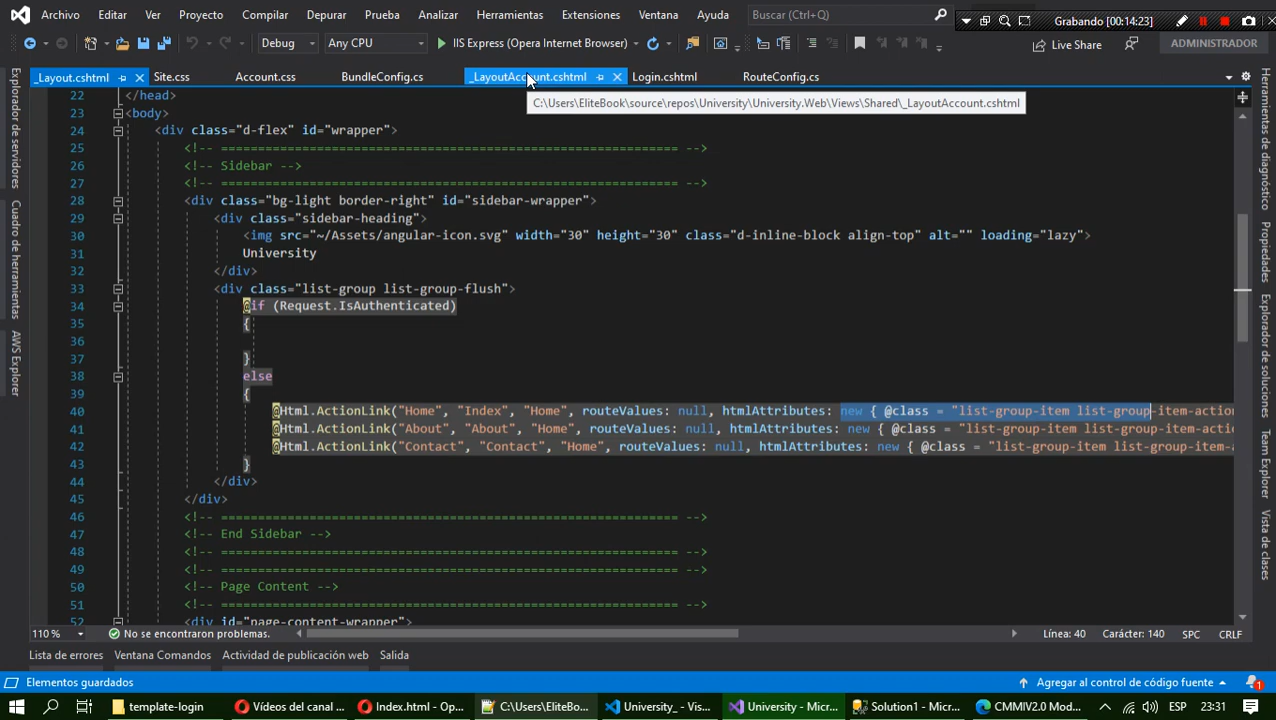 Archivo Editar Ver Proyecto Compilar Depurar Prueba Analizar Herramientas Extensiones Ventana Ayuda Buscar (Ctrl+Q) Grabando 00:14:23
Debug Any CPU IIS Express (Opera Internet Browser) Live Share ADMINISTRADOR
_Layout.cshtml Site.css Account.css BundleConfig.cs _LayoutAccount.cshtml Login.cshtml RouteConfig.cs
C:\Users\EliteBook\source\repos\University\University.Web\Views\Shared\_LayoutAccount.cshtml
22 </head>
23 <body>
24 <div class="d-flex" id="wrapper">
25 <!-- ============================================================== -->
26 <!-- Sidebar -->
27 <!-- ============================================================== -->
28 <div class="bg-light border-right" id="sidebar-wrapper">
29 <div class="sidebar-heading">
30 <img src="~/Assets/angular-icon.svg" width="30" height="30" class="d-inline-block align-top" alt="" loading="lazy">
31 University
32 </div>
33 <div class="list-group list-group-flush">
34 @if (Request.IsAuthenticated)
35 {
36
37 }
38 else
39 {
40 @Html.ActionLink("Home", "Index", "Home", routeValues: null, htmlAttributes: new { @class = "list-group-item list-group-item-action
41 @Html.ActionLink("About", "About", "Home", routeValues: null, htmlAttributes: new { @class = "list-group-item list-group-item-acti
42 @Html.ActionLink("Contact", "Contact", "Home", routeValues: null, htmlAttributes: new { @class = "list-group-item list-group-item-a
43 }
44 </div>
45 </div>
46 <!-- ============================================================== -->
47 <!-- End Sidebar -->
48 <!-- ============================================================== -->
49 <!-- ============================================================== -->
50 <!-- Page Content -->
51 <!-- ============================================================== -->
52 <div id="page-content-wrapper">
110 % No se encontraron problemas. Línea: 40 Carácter: 140 SPC CRLF
Lista de errores Ventana Comandos Actividad de publicación web Salida
Elementos guardados Agregar al control de código fuente 1
template-login Vídeos del canal ... Index.html - Op... C:\Users\EliteBo... University_ - Vis... University - Micr... Solution1 - Micr... CMMIV2.0 Mod... ESP 23:31
Explorador de servidores
Cuadro de herramientas
AWS Explorer
Herramientas de diagnóstico
Propiedades
Explorador de soluciones
Team Explorer